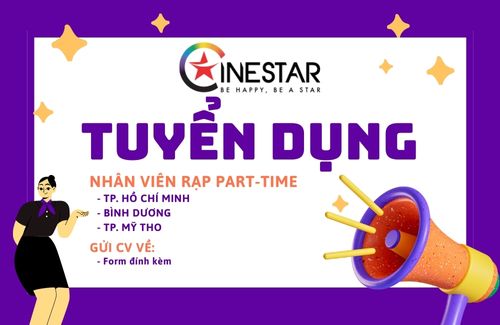 CINESTAR
BE HAPPY, BE A STAR
TUYỂN DỤNG
NHÂN VIÊN RẠP PART-TIME
- TP. HỒ CHÍ MINH
- BÌNH DƯƠNG
- TP. MỸ THO
GỬI CV VỀ:
- Form đính kèm